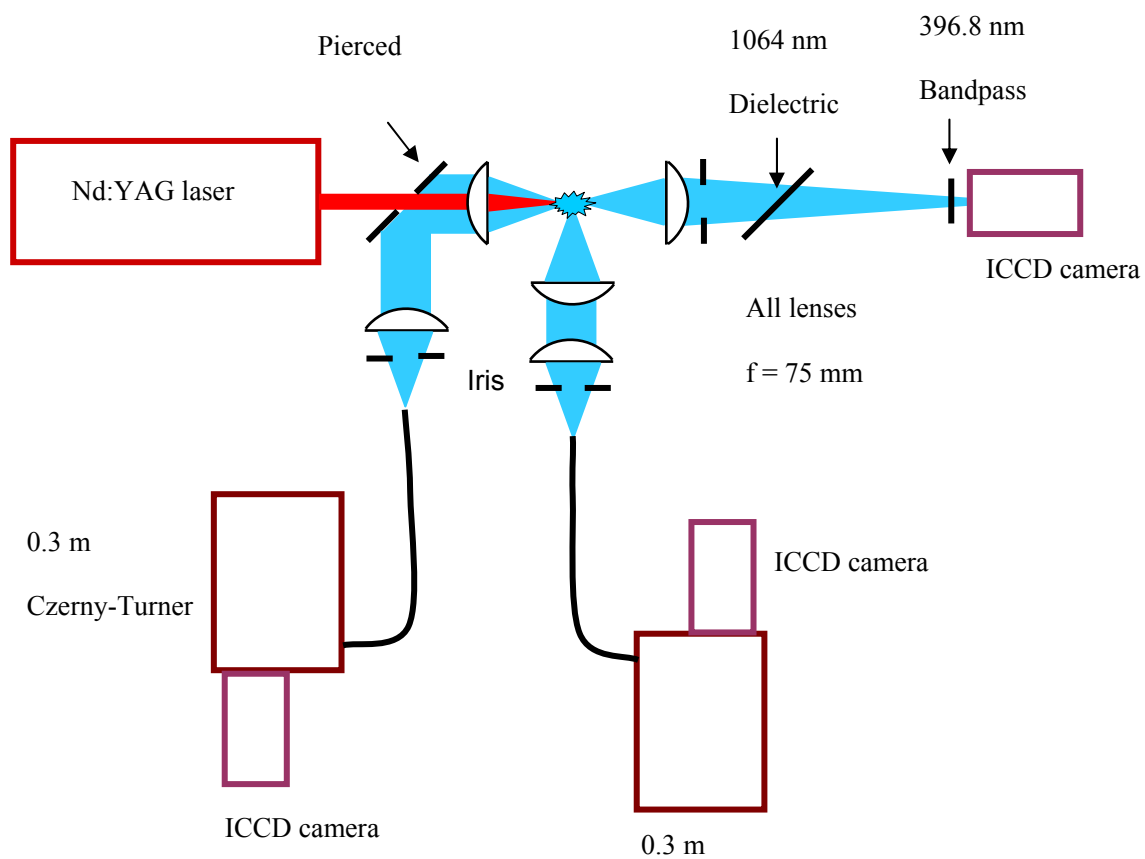 Pierced
1064 nm
Dielectric
396.8 nm
Bandpass
Nd:YAG laser
ICCD camera
All lenses
f = 75 mm
Iris
0.3 m
Czerny-Turner
ICCD camera
ICCD camera
0.3 m